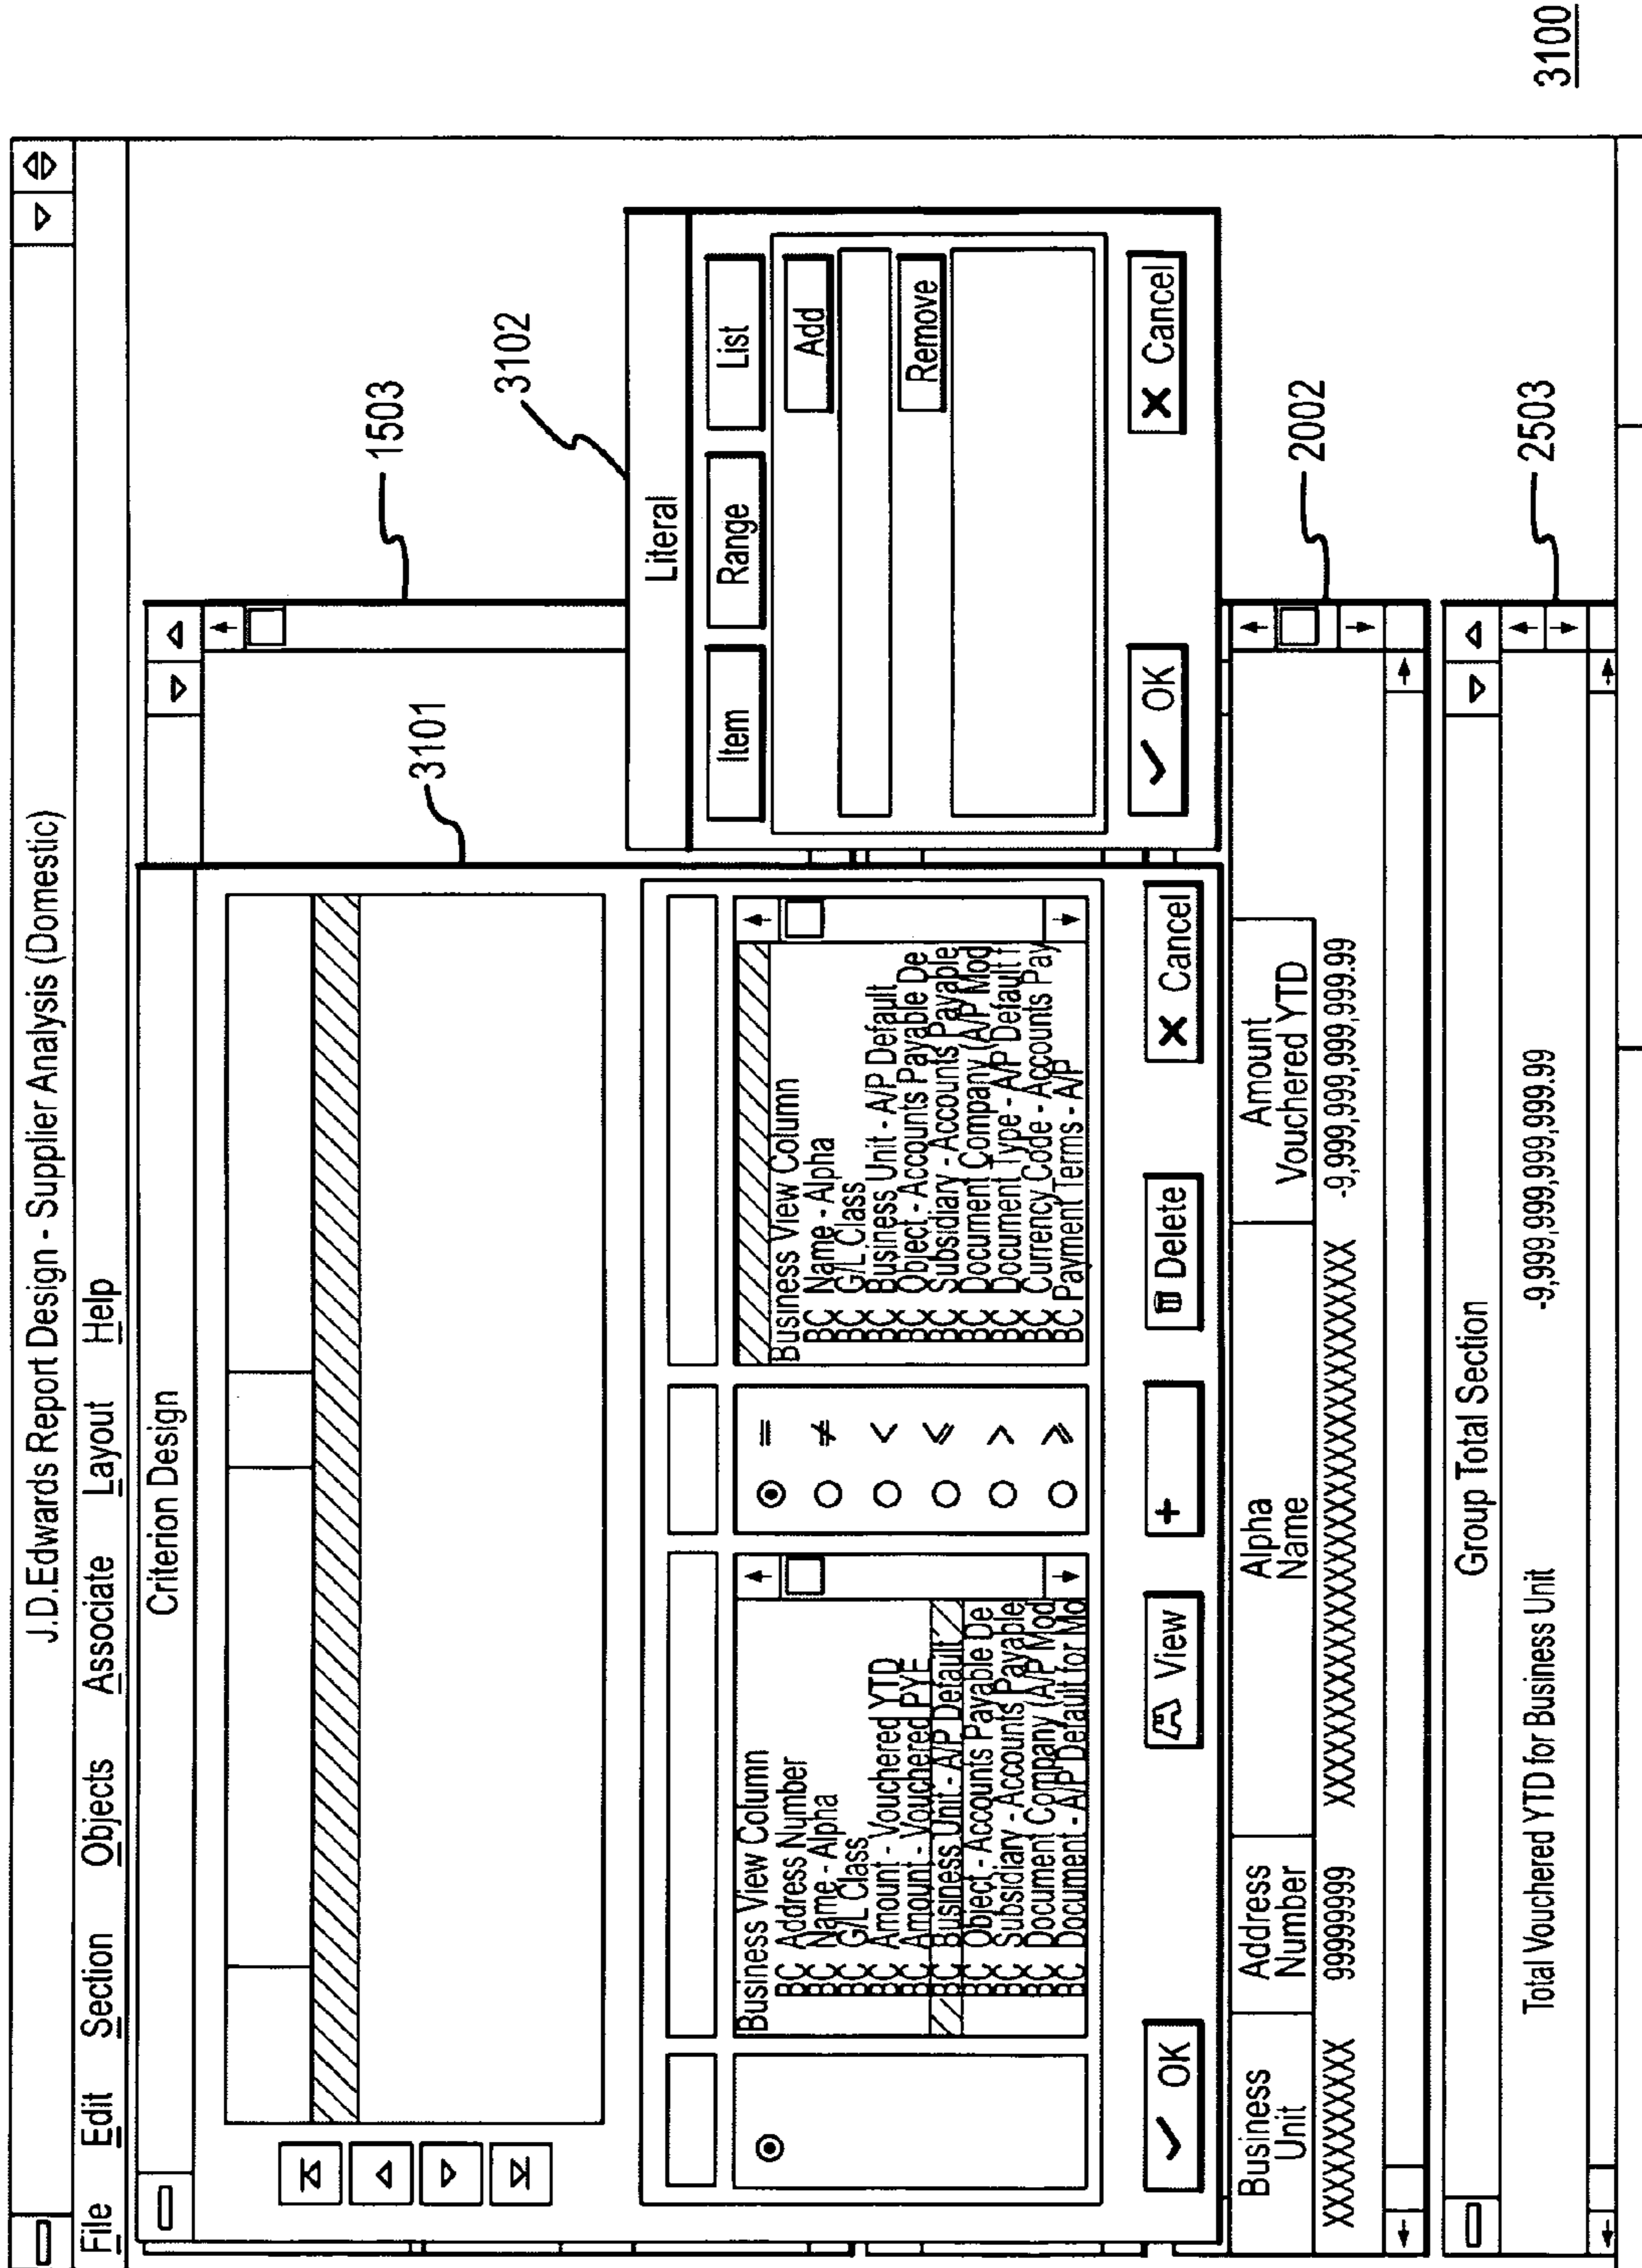 J.D.Edwards Report Design - Supplier Analysis (Domestic)
File Edit Section Objects Associate Layout Help
Criterion Design
1503
3101
3102
Literal
Item Range List
Add
Remove
OK Cancel
Business View Column
BC Address Number
BC Name - Alpha
BC G/L Class
BC Amount - Vouchered YTD
BC Amount - Vouchered PYE
BC Business Unit - A/P Default
BC Object - Accounts Payable De
BC Subsidiary - Accounts Payable
BC Document Company (A/P Mod
BC Document - A/P Default for Mo
=
≠
<
≤
>
≥
Business View Column
BC Name - Alpha
BC G/L Class
BC Business Unit - A/P Default
BC Object - Accounts Payable De
BC Subsidiary - Accounts Payable
BC Document Company (A/P Mod
BC Document Type - A/P Default f
BC Currency Code - Accounts Pay
BC Payment Terms - A/P
OK View + Delete Cancel
2002
Business Unit
Address Number
Alpha Name
Amount Vouchered YTD
99999999
-9,999,999,999,999.99
2503
Group Total Section
Total Vouchered YTD for Business Unit -9,999,999,999,999.99
3100